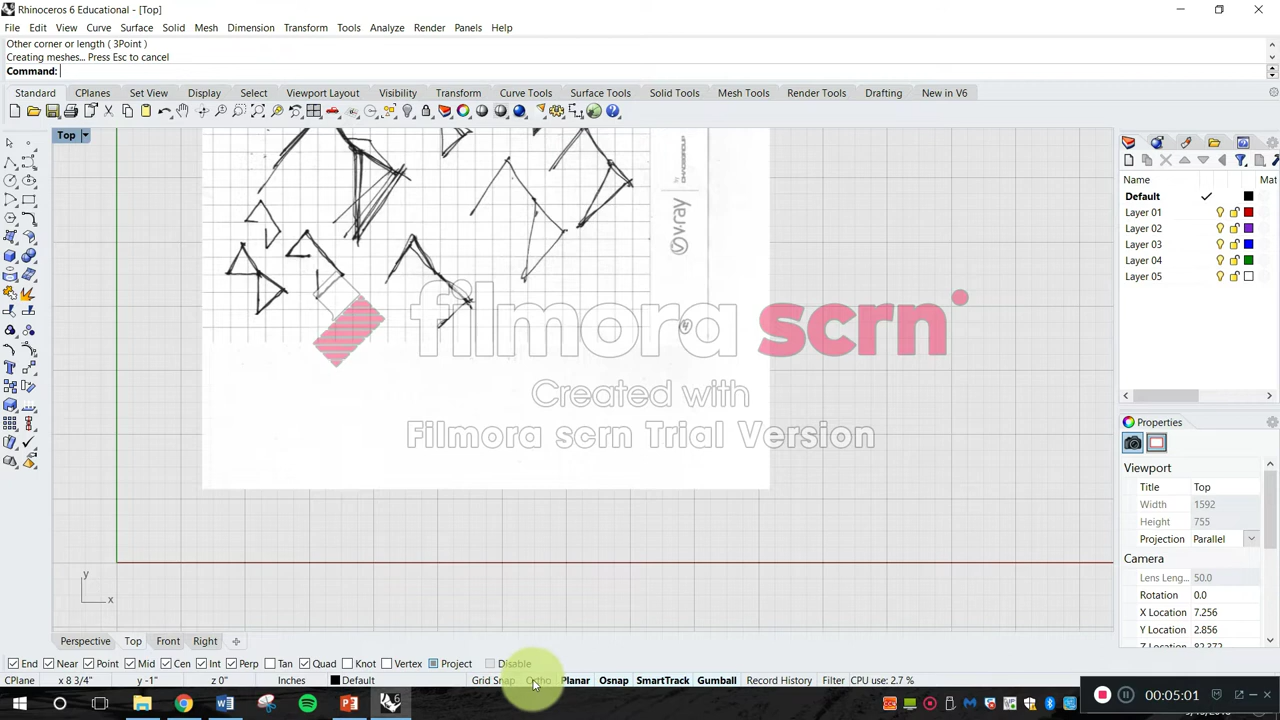 Rhinoceros 6 Educational - [Top]
File Edit View Curve Surface Solid Mesh Dimension Transform Tools Analyze Render Panels Help
Other corner or length ( 3Point )
Creating meshes... Press Esc to cancel
Command:
Standard CPlanes Set View Display Select Viewport Layout Visibility Transform Curve Tools Surface Tools Solid Tools Mesh Tools Render Tools Drafting New in V6
Top
Name Mat
Default
Layer 01
Layer 02
Layer 03
Layer 04
Layer 05
v.ray
by CHAOSGROUP
filmora scrn
Created with
Filmora scrn Trial Version
Properties
Viewport
Title Top
Width 1592
Height 755
Projection Parallel
Camera
Lens Leng... 50.0
Rotation 0.0
X Location 7.256
Y Location 2.856
y
x
Perspective Top Front Right
End Near Point Mid Cen Int Perp Tan Quad Knot Vertex Project Disable
CPlane x 8 3/4" y -1" z 0" Inches Default Grid Snap Ortho Planar Osnap SmartTrack Gumball Record History Filter CPU use: 2.7 %
00:05:01